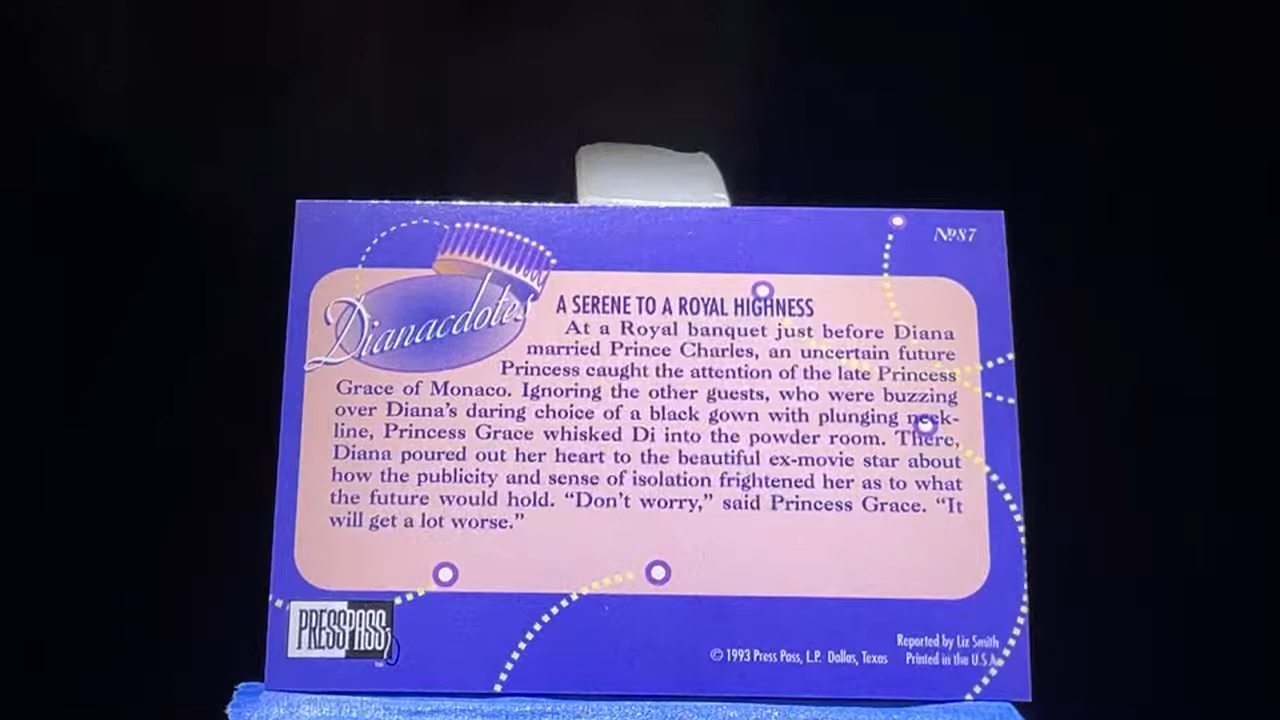 Nº87
Dianacdotes
A SERENE TO A ROYAL HIGHNESS
At a Royal banquet just before Diana
married Prince Charles, an uncertain future
Princess caught the attention of the late Princess
Grace of Monaco. Ignoring the other guests, who were buzzing
over Diana's daring choice of a black gown with plunging neck-
line, Princess Grace whisked Di into the powder room. There,
Diana poured out her heart to the beautiful ex-movie star about
how the publicity and sense of isolation frightened her as to what
the future would hold. “Don't worry,” said Princess Grace. “It
will get a lot worse.”
PRESSPASS
TM
Reported by Liz Smith
© 1993 Press Pass, L.P. Dallas, Texas Printed in the U.S.A.